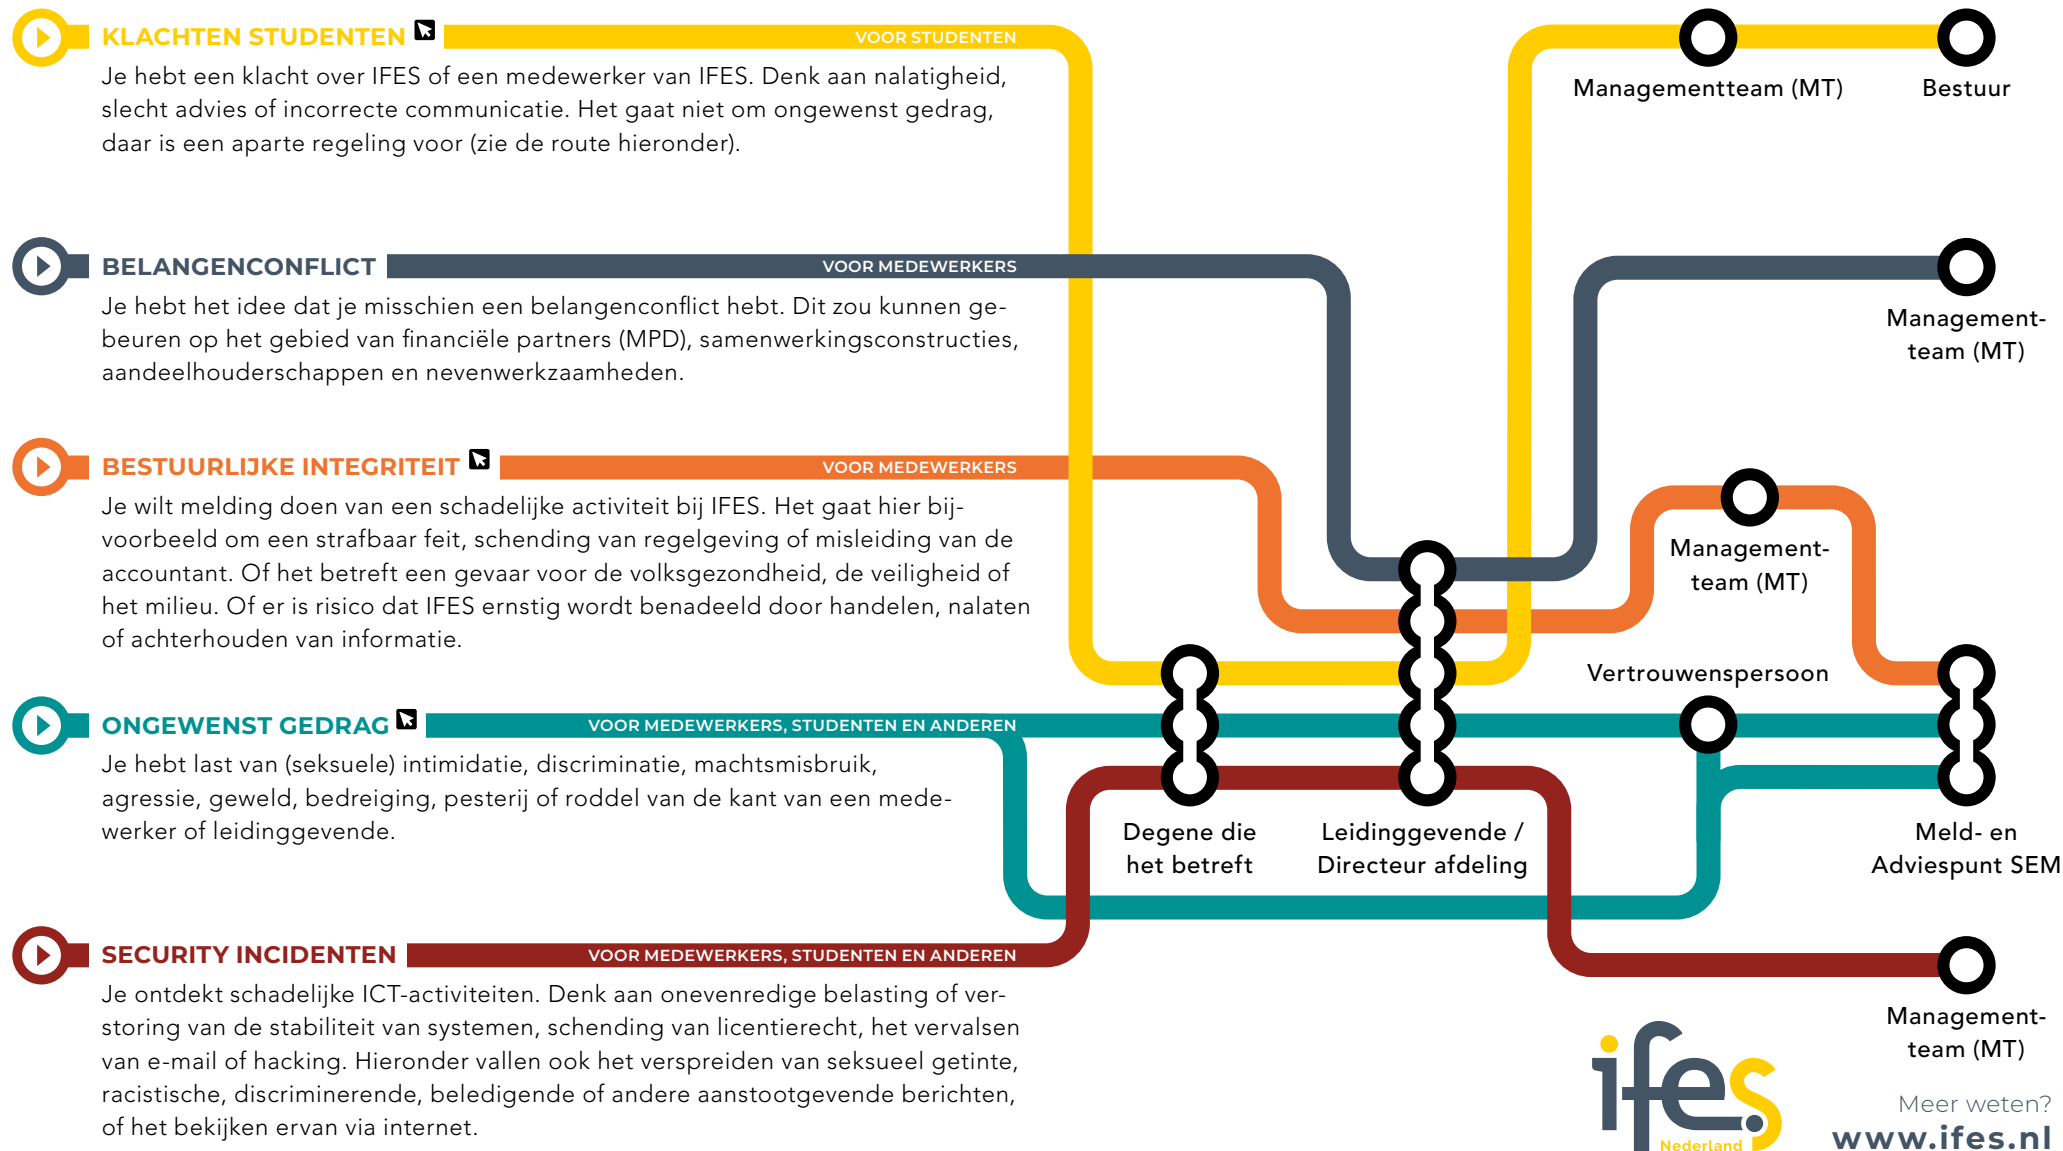 KLACHTEN STUDENTEN
VOOR STUDENTEN
Je hebt een klacht over IFES of een medewerker van IFES. Denk aan nalatigheid,
slecht advies of incorrecte communicatie. Het gaat niet om ongewenst gedrag,
daar is een aparte regeling voor (zie de route hieronder).
Managementteam (MT)
Bestuur
BELANGENCONFLICT
VOOR MEDEWERKERS
Je hebt het idee dat je misschien een belangenconflict hebt. Dit zou kunnen ge-
beuren op het gebied van financiële partners (MPD), samenwerkingsconstructies,
aandeelhouderschappen en nevenwerkzaamheden.
Management-
team (MT)
BESTUURLIJKE INTEGRITEIT
VOOR MEDEWERKERS
Je wilt melding doen van een schadelijke activiteit bij IFES. Het gaat hier bij-
voorbeeld om een strafbaar feit, schending van regelgeving of misleiding van de
accountant. Of het betreft een gevaar voor de volksgezondheid, de veiligheid of
het milieu. Of er is risico dat IFES ernstig wordt benadeeld door handelen, nalaten
of achterhouden van informatie.
Management-
team (MT)
Vertrouwenspersoon
ONGEWENST GEDRAG
VOOR MEDEWERKERS, STUDENTEN EN ANDEREN
Je hebt last van (seksuele) intimidatie, discriminatie, machtsmisbruik,
agressie, geweld, bedreiging, pesterij of roddel van de kant van een mede-
werker of leidinggevende.
Degene die
het betreft
Leidinggevende /
Directeur afdeling
Meld- en
Adviespunt SEM
SECURITY INCIDENTEN
VOOR MEDEWERKERS, STUDENTEN EN ANDEREN
Je ontdekt schadelijke ICT-activiteiten. Denk aan onevenredige belasting of ver-
storing van de stabiliteit van systemen, schending van licentierecht, het vervalsen
van e-mail of hacking. Hieronder vallen ook het verspreiden van seksueel getinte,
racistische, discriminerende, beledigende of andere aanstootgevende berichten,
of het bekijken ervan via internet.
Management-
team (MT)
ifes
Nederland
Meer weten?
www.ifes.nl